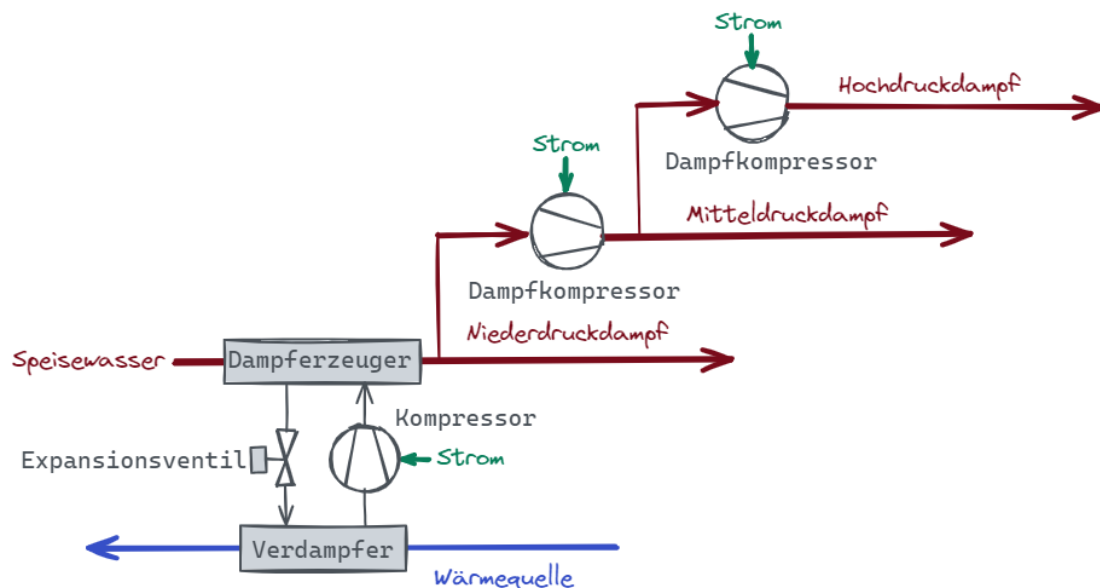 Strom
Hochdruckdampf
Strom
Dampfkompressor
Mitteldruckdampf
Dampfkompressor
Niederdruckdampf
Speisewasser
Dampferzeuger
Kompressor
Expansionsventil
Strom
Verdampfer
Wärmequelle